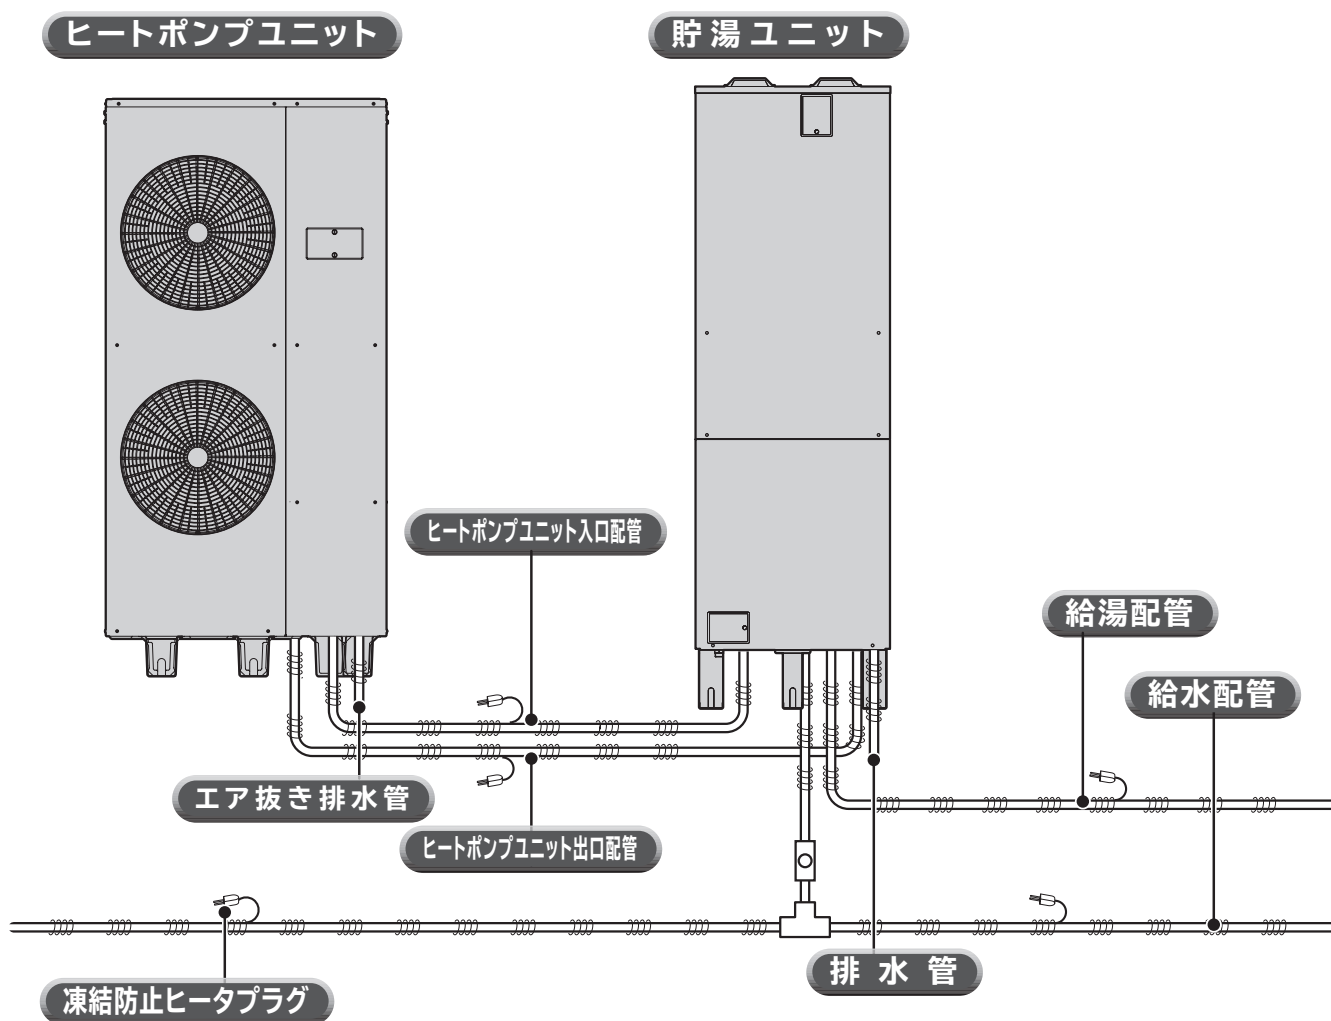 ヒートポンプユニット
貯湯ユニット
ヒートポンプユニット入口配管
給湯配管
給水配管
エア抜き排水管
ヒートポンプユニット出口配管
排水管
凍結防止ヒータプラグ